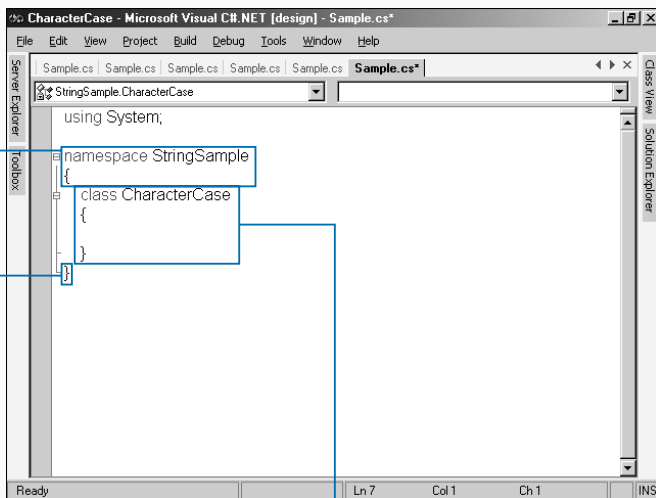 CharacterCase - Microsoft Visual C#.NET [design] - Sample.cs*
File Edit View Project Build Debug Tools Window Help
Sample.cs Sample.cs Sample.cs Sample.cs Sample.cs Sample.cs*
StringSample.CharacterCase
Server Explorer
Toolbox
using System;
namespace StringSample
{
class CharacterCase
{
}
}
Class View
Solution Explorer
Ready Ln 7 Col 1 Ch 1 INS